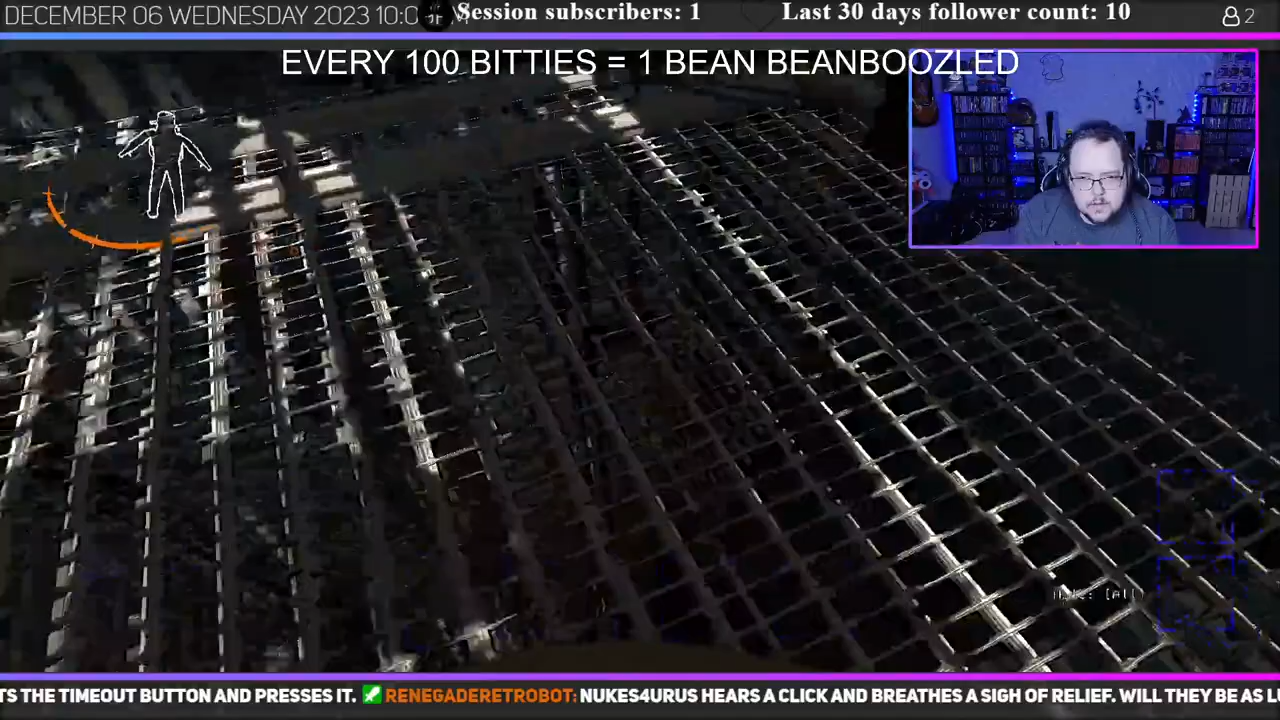 DECEMBER 06 WEDNESDAY 2023 10:0
Session subscribers: 1
Last 30 days follower count: 10
2
EVERY 100 BITTIES = 1 BEAN BEANBOOZLED
TS THE TIMEOUT BUTTON AND PRESSES IT. RENEGADERETROBOT: NUKES4URUS HEARS A CLICK AND BREATHES A SIGH OF RELIEF. WILL THEY BE AS LU